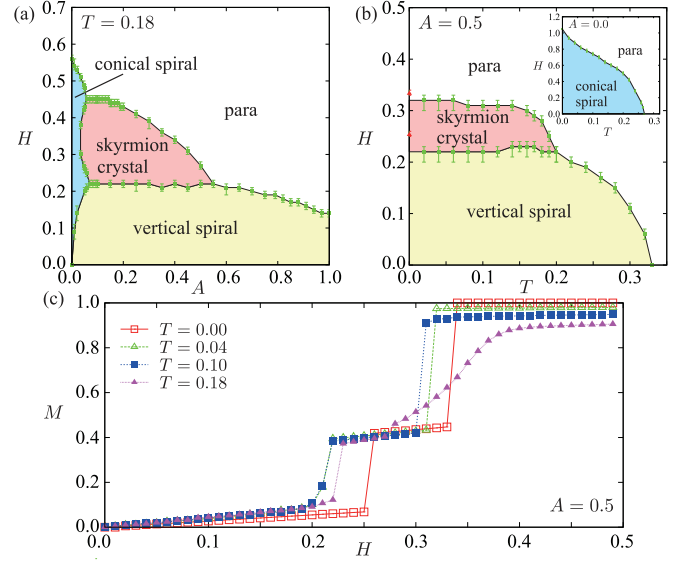 (a)
T = 0.18
0.7
0.6
0.5
0.4
H
0.3
0.2
0.1
0.0
conical spiral
para
skyrmion
crystal
vertical spiral
0.0
0.2
0.4
A
0.6
0.8
1.0
(b)
A = 0.5
0.5
0.4
0.3
H
0.2
0.1
0.0
para
skyrmion
crystal
vertical spiral
0.0
0.1
T
0.2
0.3
A = 0.0
1.2
1.0
0.8
H
0.6
0.4
0.2
0.0
para
conical
spiral
0.0
0.1
T
0.2
0.3
(c)
1.0
0.8
0.6
M
0.4
0.2
0.0
T = 0.00
T = 0.04
T = 0.10
T = 0.18
A = 0.5
0.0
0.1
0.2
H
0.3
0.4
0.5